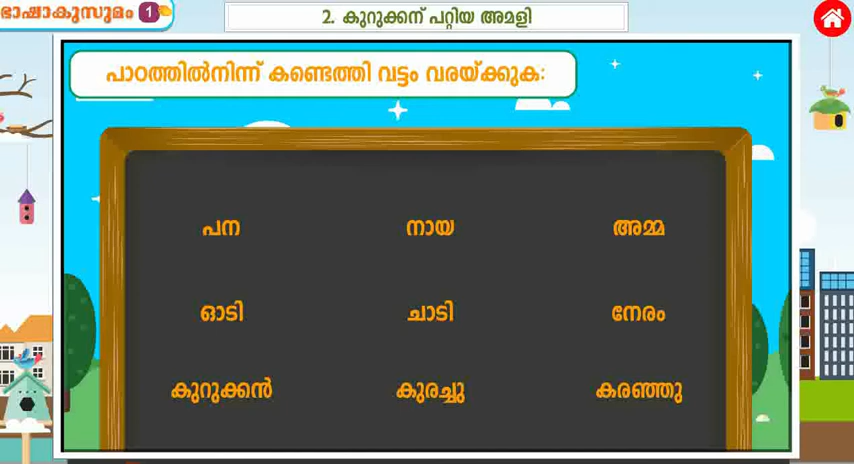 ഭാഷാകുസുമം 1
2. കുറുക്കന് പറ്റിയ അമളി
പാഠത്തിൽനിന്ന് കണ്ടെത്തി വട്ടം വരയ്ക്കുക:
പന നായ അമ്മ
ഓടി ചാടി നേരം
കുറുക്കൻ കുരച്ചു കരഞ്ഞു